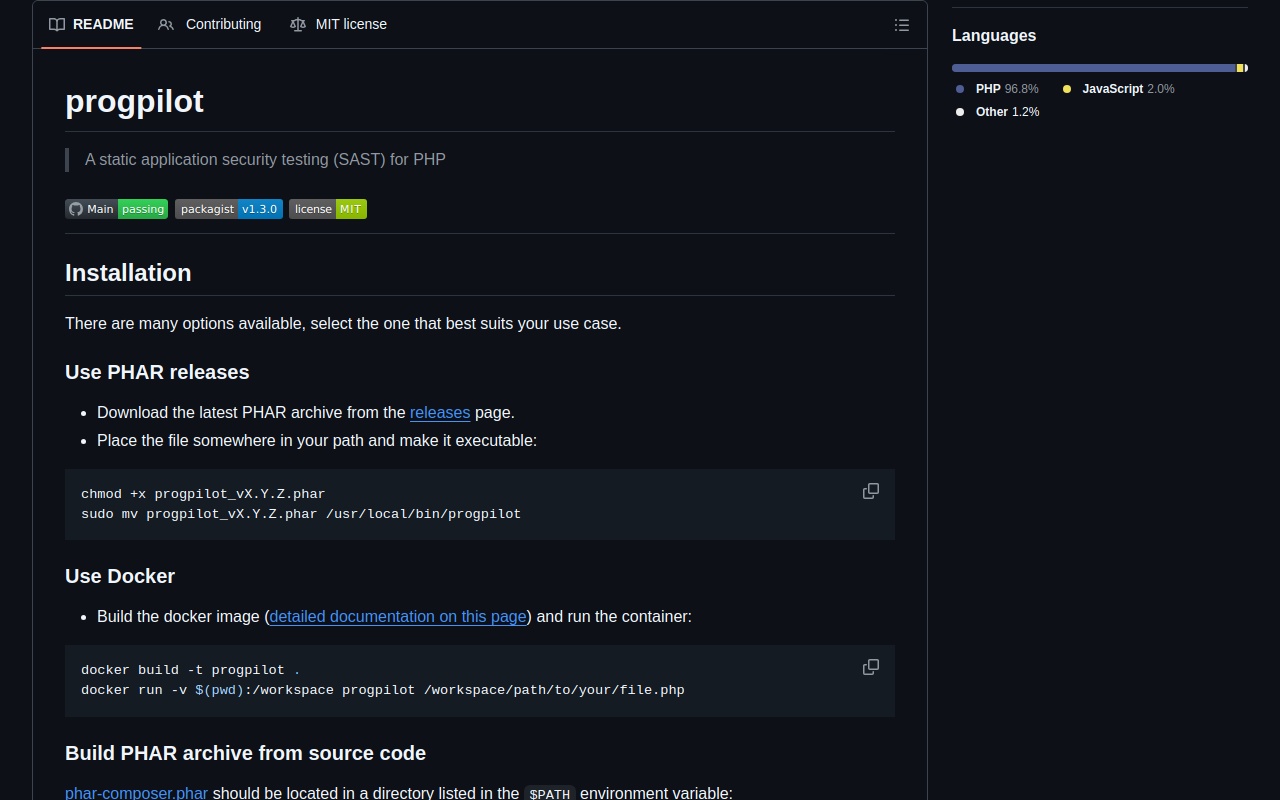 README
Contributing
MIT license
progpilot
A static application security testing (SAST) for PHP
Main passing packagist v1.3.0 license MIT
Installation
There are many options available, select the one that best suits your use case.
Use PHAR releases
Download the latest PHAR archive from the releases page.
Place the file somewhere in your path and make it executable:
chmod +x progpilot_vX.Y.Z.phar
sudo mv progpilot_vX.Y.Z.phar /usr/local/bin/progpilot
Use Docker
Build the docker image (detailed documentation on this page) and run the container:
docker build -t progpilot .
docker run -v $(pwd):/workspace progpilot /workspace/path/to/your/file.php
Build PHAR archive from source code
phar-composer.phar should be located in a directory listed in the $PATH environment variable:
Languages
PHP 96.8% JavaScript 2.0%
Other 1.2%